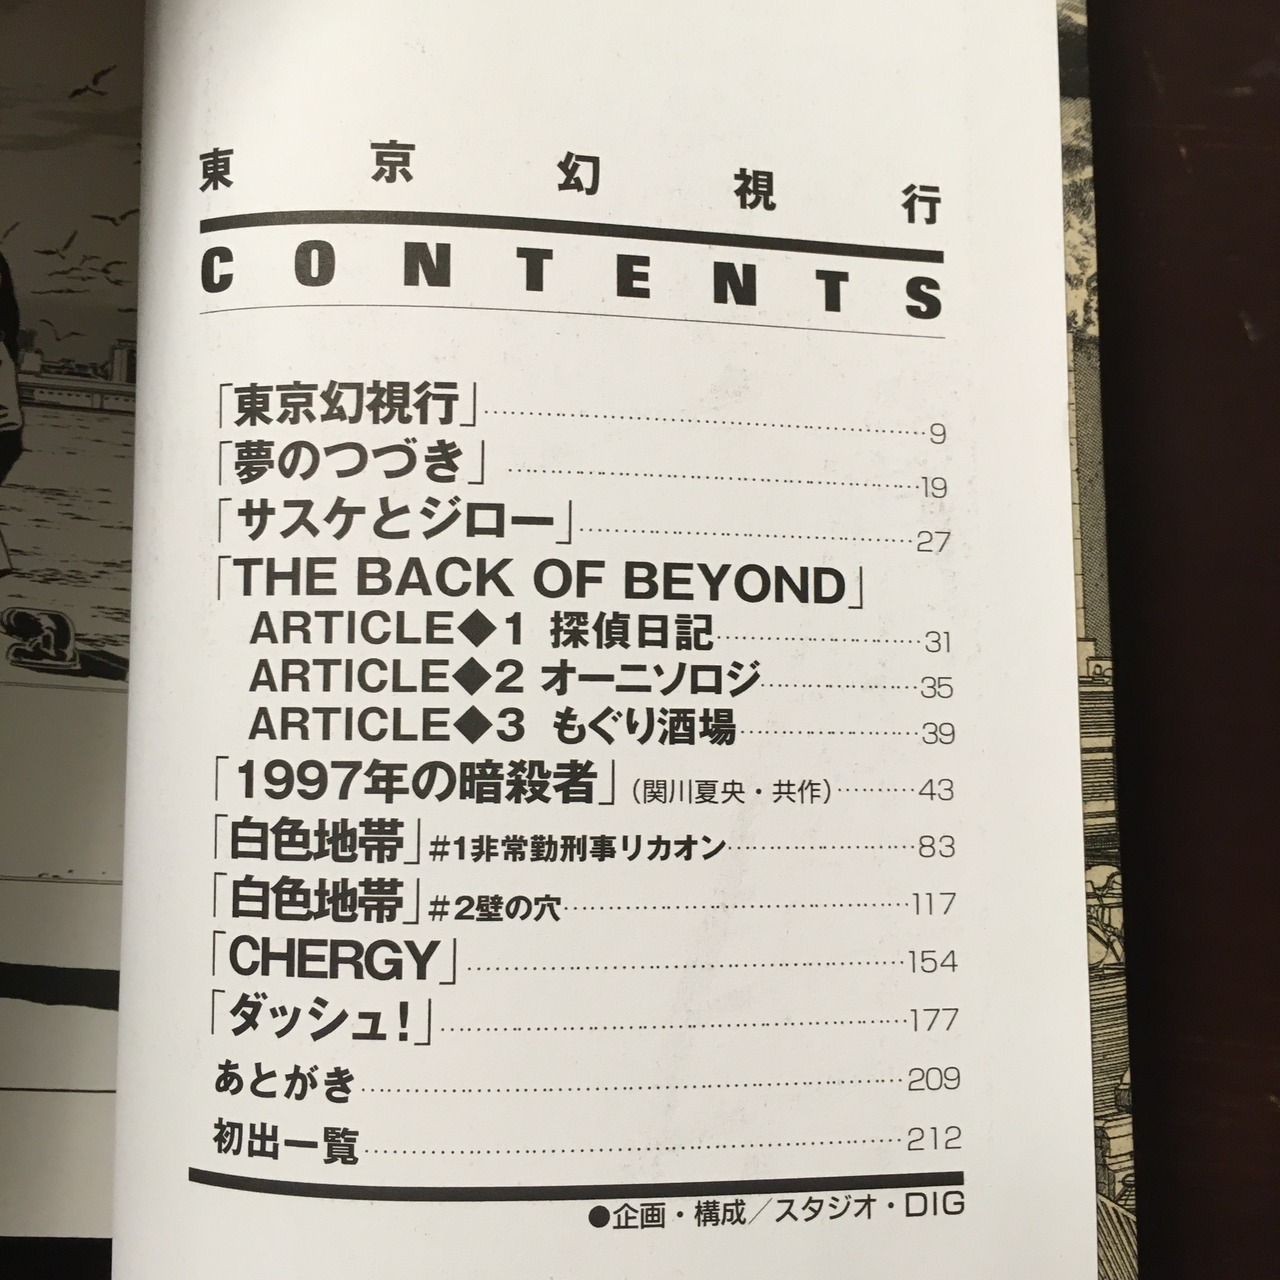 東京幻視行
CONTENTS
「東京幻視行」……9
「夢のつづき」……19
「サスケとジロー」……27
「THE BACK OF BEYOND」
ARTICLE◆1 探偵日記……31
ARTICLE◆2 オーニソロジ……35
ARTICLE◆3 もぐり酒場……39
「1997年の暗殺者」(関川夏央・共作)……43
「白色地帯」#1非常勤刑事リカオン……83
「白色地帯」#2壁の穴……117
「CHERGY」……154
「ダッシュ!」……177
あとがき……209
初出一覧……212
●企画・構成/スタジオ・DIG